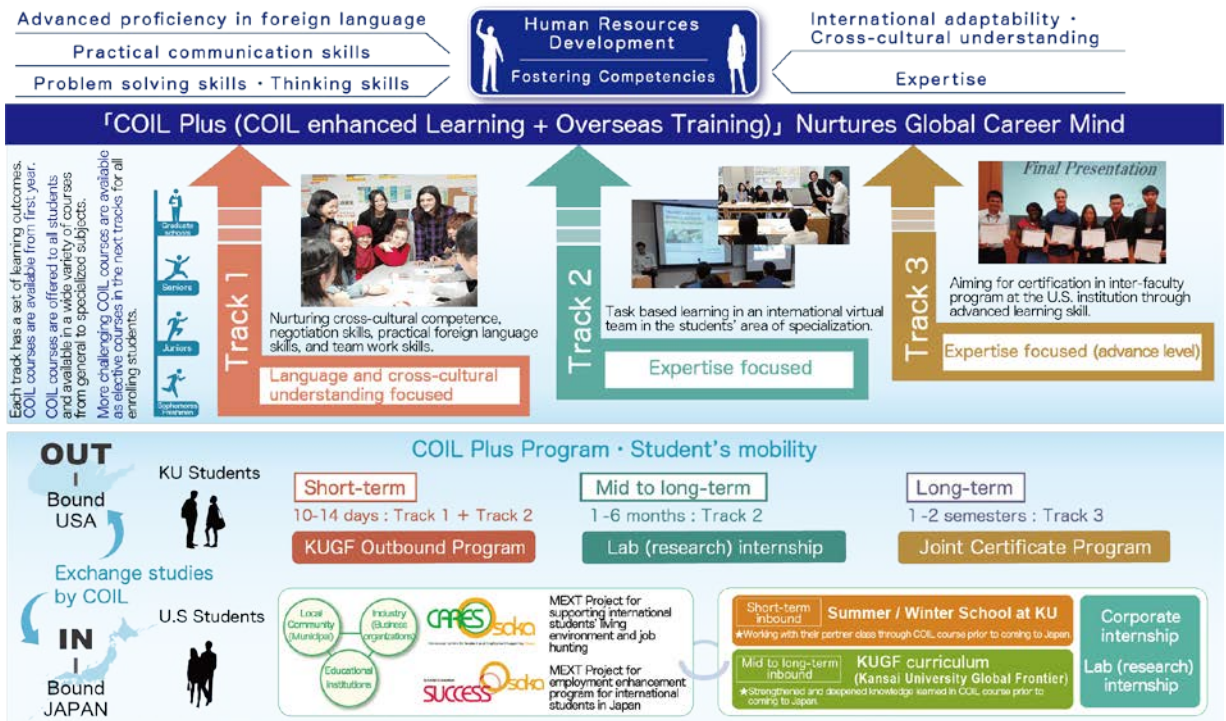 Advanced proficiency in foreign language
Practical communication skills
Problem solving skills・Thinking skills
Human Resources
Development
Fostering Competencies
International adaptability・
Cross-cultural understanding
Expertise
「COIL Plus (COIL enhanced Learning + Overseas Training)」 Nurtures Global Career Mind
Each track has a set of learning outcomes.
COIL courses are available from first year.
COIL courses are offered to all students
and available in a wide variety of courses
from general to specialized subjects.
More challenging COIL courses are available
as elective courses in the next tracks for all
enrolling students.
Graduate
schools
Seniors
Juniors
Sophomores
Freshmen
Track 1
Nurturing cross-cultural competence,
negotiation skills, practical foreign language
skills, and team work skills.
Language and cross-cultural
understanding focused
Track 2
Task based learning in an international virtual
team in the students' area of specialization.
Expertise focused
Track 3
Final Presentation
Aiming for certification in inter-faculty
program at the U.S. institution through
advanced learning skill.
Expertise focused (advance level)
COIL Plus Program・Student's mobility
OUT
Bound
USA
KU Students
Short-term
10-14 days : Track 1 + Track 2
KUGF Outbound Program
Mid to long-term
1-6 months : Track 2
Lab (research) internship
Long-term
1-2 semesters : Track 3
Joint Certificate Program
Exchange studies
by COIL
IN
Bound
JAPAN
U.S Students
Local
Community
(Municipal)
Industry
(Business
organizations)
Educational
Institutions
CARES Osaka
MEXT Project for
supporting international
students' living
environment and job
hunting
SUCCESS Osaka
MEXT Project for
employment enhancement
program for international
students in Japan
Short-term
inbound
Summer / Winter School at KU
★Working with their partner class through COIL course prior to coming to Japan.
Mid to long-term
inbound
KUGF curriculum
(Kansai University Global Frontier)
★Strengthened and deepened knowledge learned in COIL course prior to
coming to Japan.
Corporate
internship
Lab (research)
internship